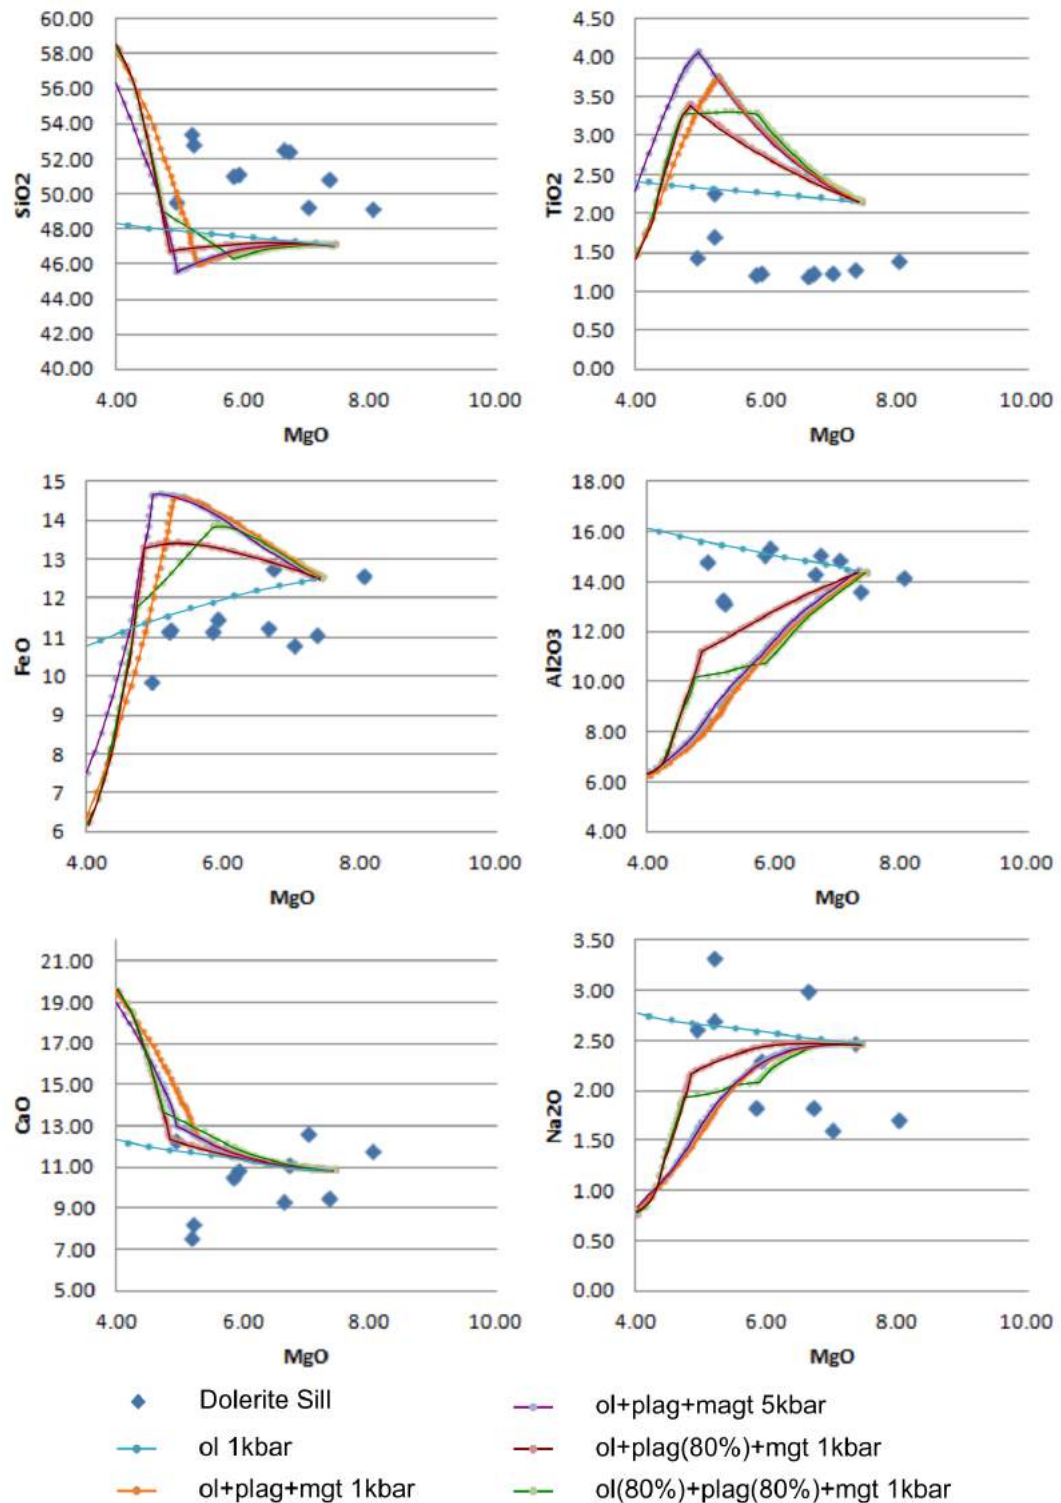 60.00
58.00
56.00
54.00
52.00
50.00
48.00
46.00
44.00
42.00
40.00
SiO2
4.00 6.00 8.00 10.00
MgO
4.50
4.00
3.50
3.00
2.50
2.00
1.50
1.00
0.50
0.00
TiO2
4.00 6.00 8.00 10.00
MgO
15
14
13
12
11
10
9
8
7
6
FeO
4.00 6.00 8.00 10.00
MgO
18.00
16.00
14.00
12.00
10.00
8.00
6.00
4.00
Al2O3
4.00 6.00 8.00 10.00
MgO
21.00
19.00
17.00
15.00
13.00
11.00
9.00
7.00
5.00
CaO
4.00 6.00 8.00 10.00
MgO
3.50
3.00
2.50
2.00
1.50
1.00
0.50
0.00
Na2O
4.00 6.00 8.00 10.00
MgO
Dolerite Sill
ol 1kbar
ol+plag+mgt 1kbar
ol+plag+magt 5kbar
ol+plag(80%)+mgt 1kbar
ol(80%)+plag(80%)+mgt 1kbar